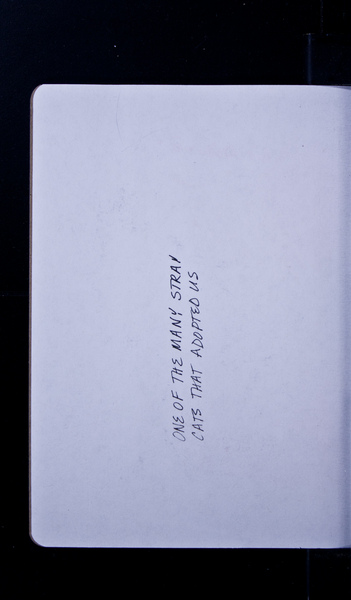 ONE OF THE MANY STRAY
CATS THAT ADOPTED US